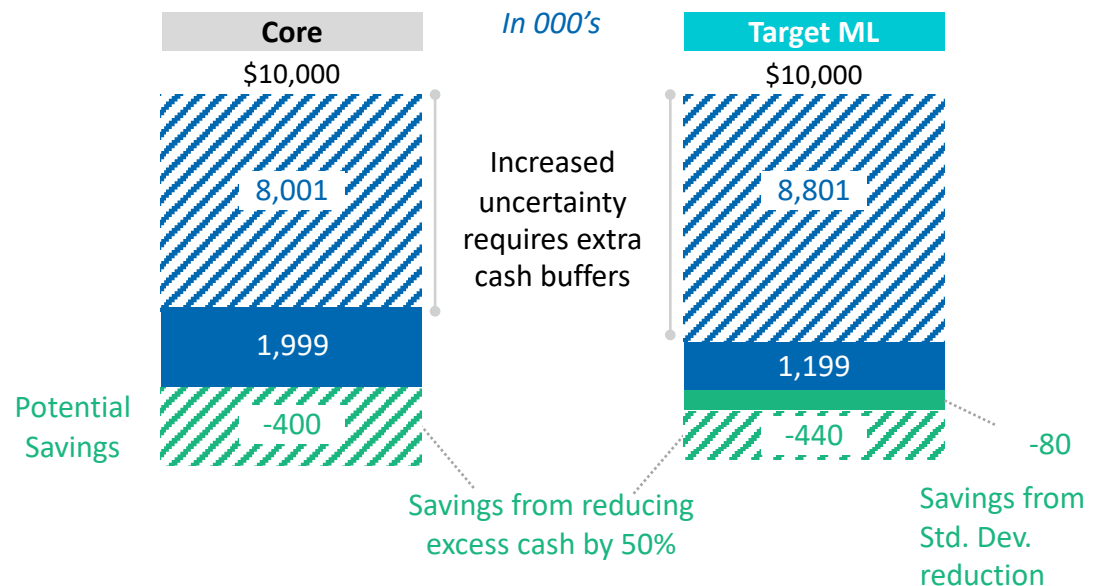 Core
In 000's
Target ML
$10,000
$10,000
8,001
Increased
uncertainty
requires extra
cash buffers
8,801
1,999
1,199
Potential
Savings
-400
-440
-80
Savings from reducing
excess cash by 50%
Savings from
Std. Dev.
reduction